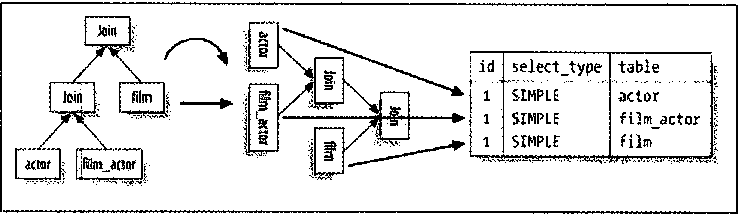 Join
Join
film
actor
film_actor
actor
film_actor
Join
film
Join
id select_type table
1 SIMPLE actor
1 SIMPLE film_actor
1 SIMPLE film